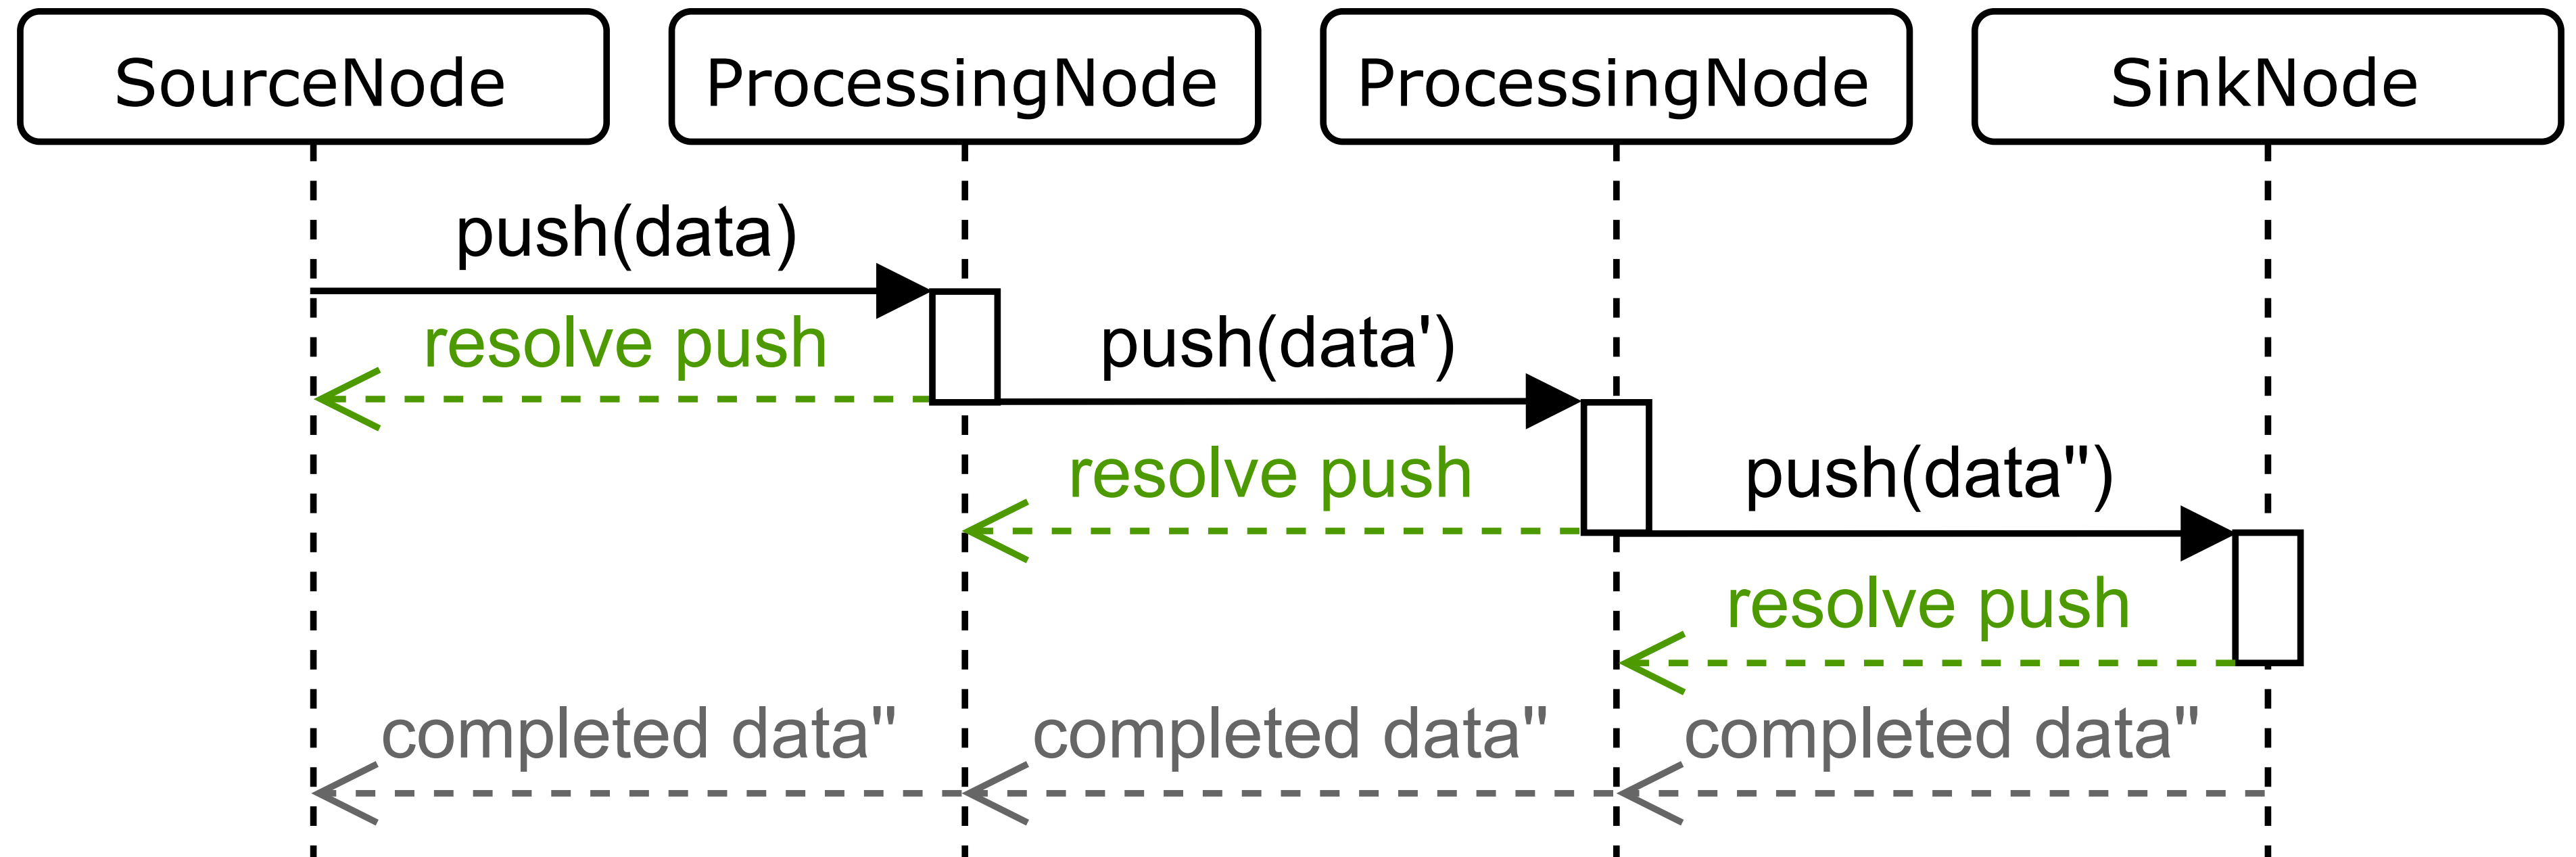 SourceNode
ProcessingNode
ProcessingNode
SinkNode
push(data)
resolve push
push(data')
resolve push
push(data'')
resolve push
completed data''
completed data''
completed data''